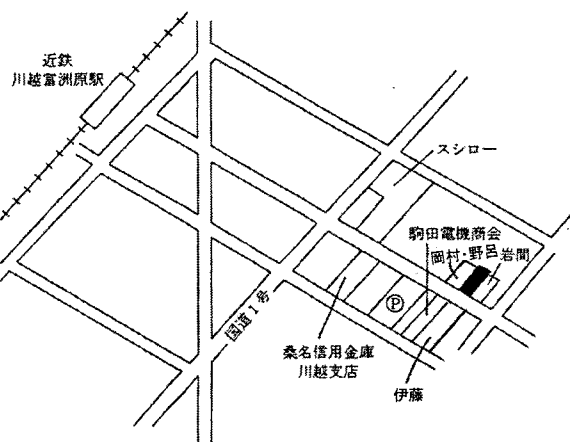 近鉄
川越富洲原駅
スシロー
駒田電機商会
岡村・野呂
岩間
Ⓟ
国道1号
桑名信用金庫
川越支店
伊藤